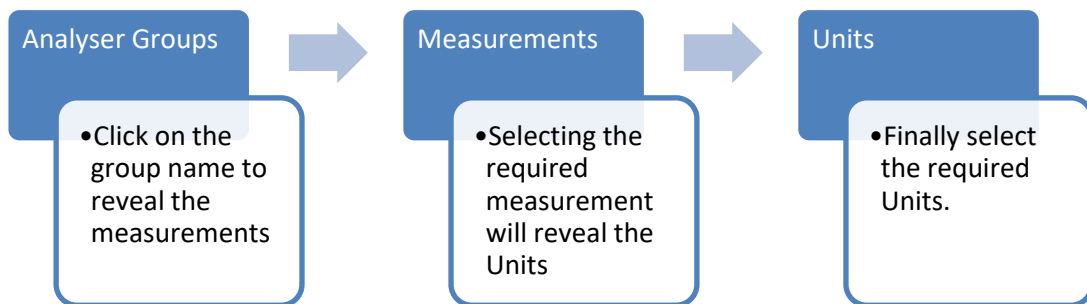 Analyser Groups
•Click on the
group name to
reveal the
measurements
Measurements
•Selecting the
required
measurement
will reveal the
Units
Units
•Finally select
the required
Units.